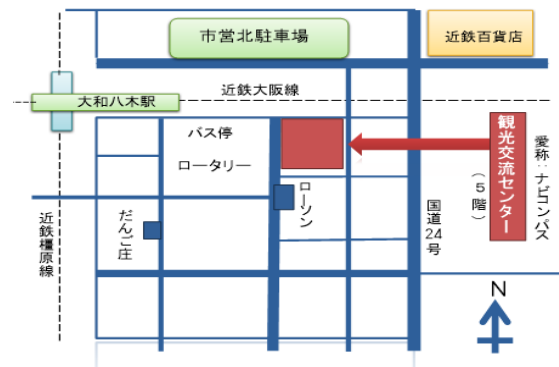 市営北駐車場
近鉄百貨店
近鉄大阪線
大和八木駅
バス停
ロータリー
観光交流センター
（５階）
愛称：ナビコンパス
ローソン
だんご庄
国道24号
近鉄橿原線
N